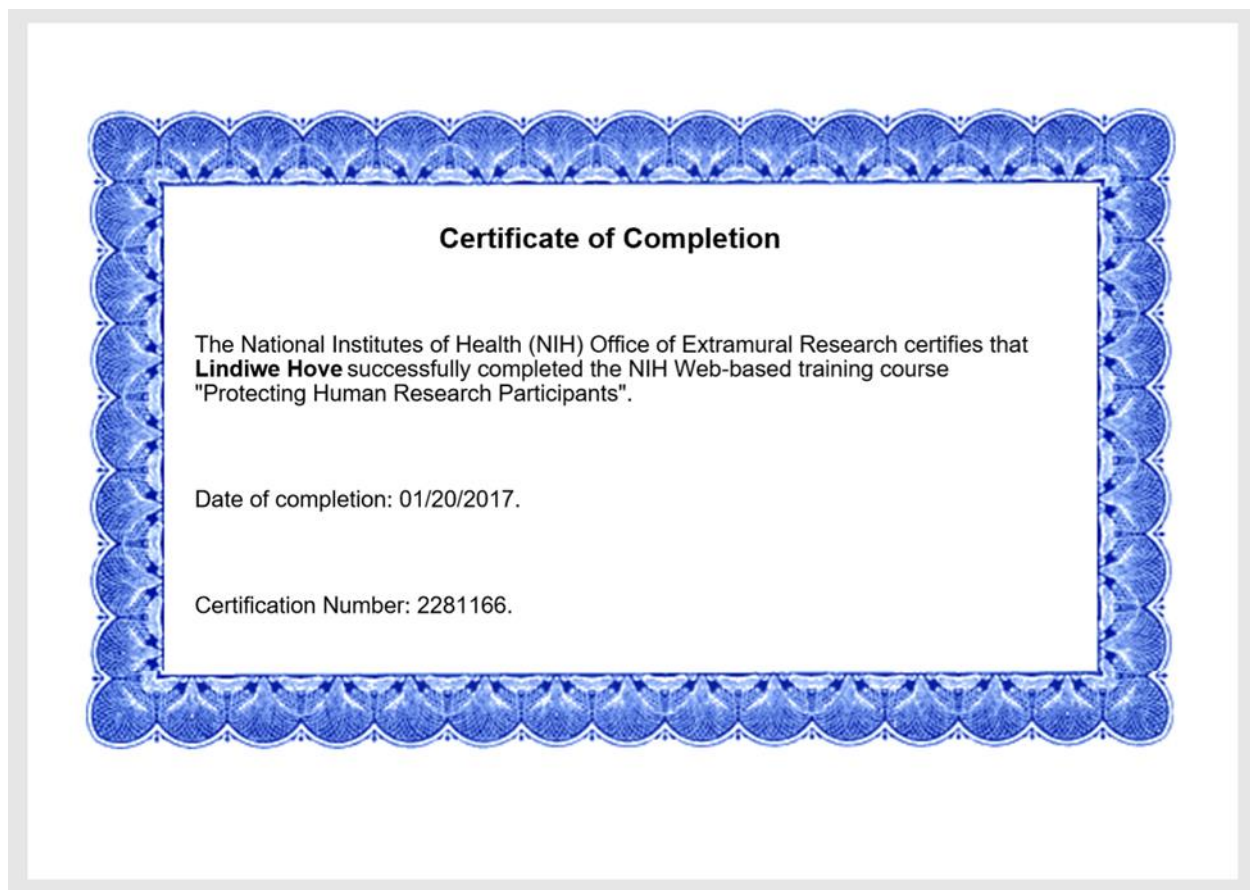 Certificate of Completion
The National Institutes of Health (NIH) Office of Extramural Research certifies that
Lindiwe Hove successfully completed the NIH Web-based training course
"Protecting Human Research Participants".
Date of completion: 01/20/2017.
Certification Number: 2281166.